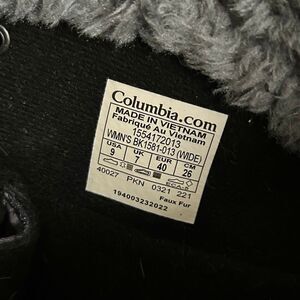 Columbia.com
MADE IN VIETNAM
Fabriqué Au Vietnam
1554172013
WMN'S BK1581-013 (WIDE)
USA UK EUR CM
9 7 40 26
40027 PKN 0321 221
Faux Fur
194003232022